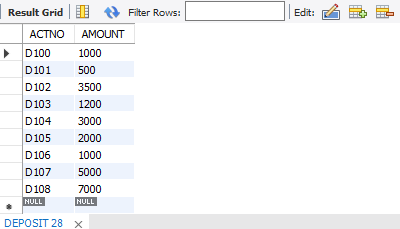 Result Grid Filter Rows: Edit:
ACTNO AMOUNT
D100 1000
D101 500
D102 3500
D103 1200
D104 3000
D105 2000
D106 1000
D107 5000
D108 7000
NULL NULL
DEPOSIT 28